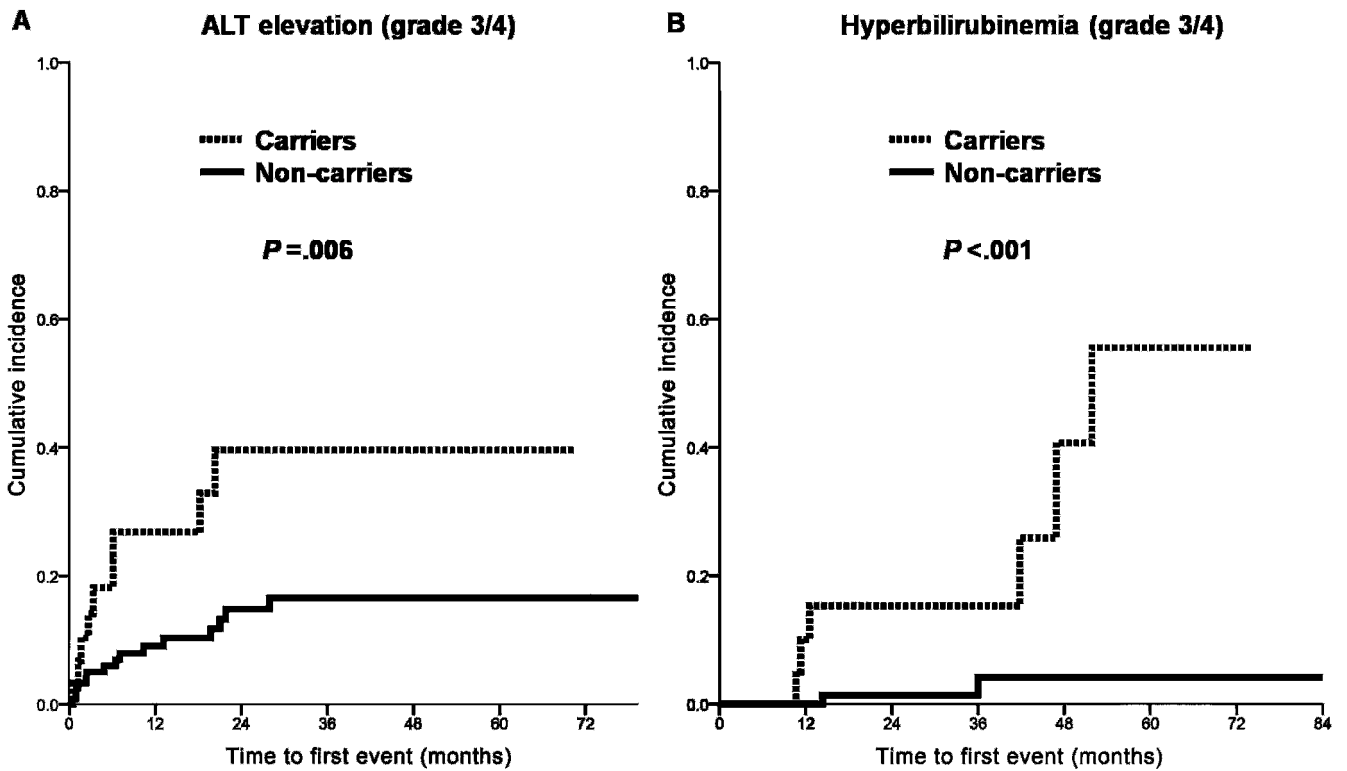 A
ALT elevation (grade 3/4)
1.0
0.8
0.6
0.4
0.2
0.0
Cumulative incidence
Carriers
Non-carriers
P =.006
0 12 24 36 48 60 72
Time to first event (months)
B
Hyperbilirubinemia (grade 3/4)
1.0
0.8
0.6
0.4
0.2
0.0
Cumulative incidence
Carriers
Non-carriers
P <.001
0 12 24 36 48 60 72 84
Time to first event (months)